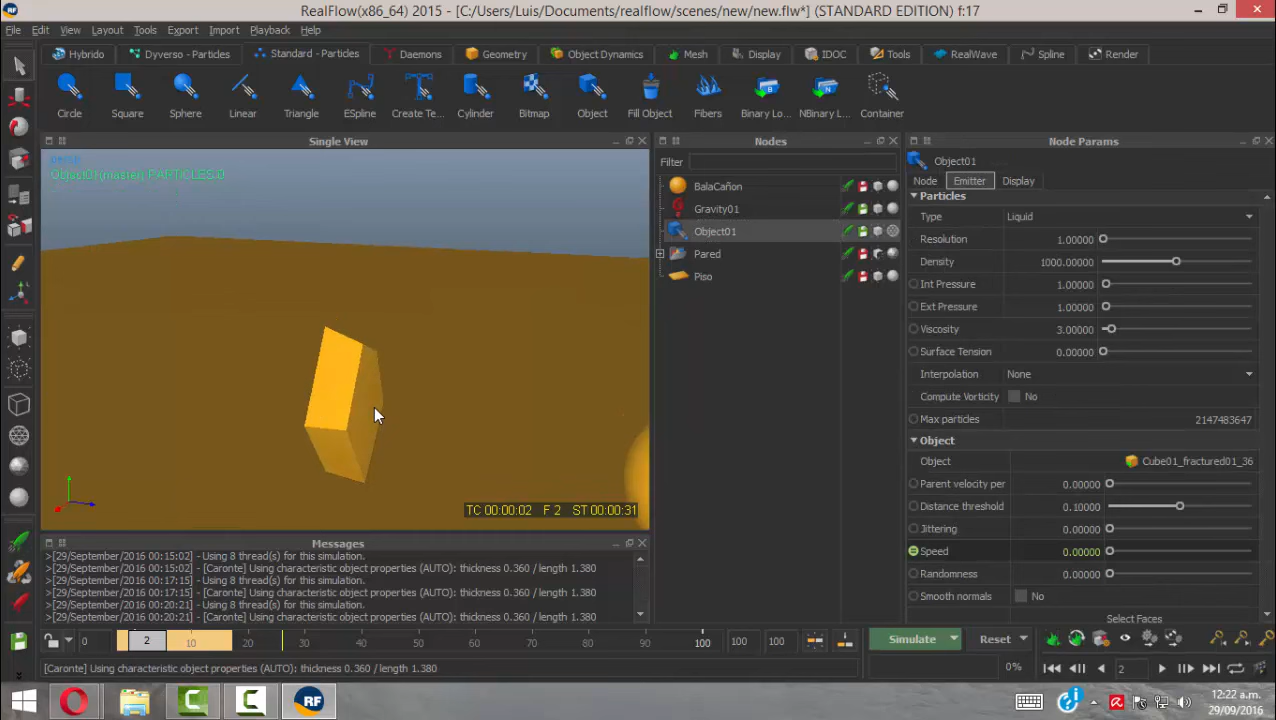 RealFlow(x86_64) 2015 - [C:/Users/Luis/Documents/realflow/scenes/new/new.flw*] (STANDARD EDITION) f:17
File Edit View Layout Tools Export Import Playback Help
Hybrido Dyverso - Particles Standard - Particles Daemons Geometry Object Dynamics Mesh Display IDOC Tools RealWave Spline Render
Circle Square Sphere Linear Triangle ESpline Create Te... Cylinder Bitmap Object Fill Object Fibers Binary Lo... NBinary L... Container
Single View
Object01(master) PARTICLES 0
TC 00:00:02 F 2 ST 00:00:31
Nodes
Filter
BalaCañon
Gravity01
Object01
Pared
Piso
Node Params
Object01
Node Emitter Display
Particles
Type Liquid
Resolution 1.00000
Density 1000.00000
Int Pressure 1.00000
Ext Pressure 1.00000
Viscosity 3.00000
Surface Tension 0.00000
Interpolation None
Compute Vorticity No
Max particles 2147483647
Object
Object Cube01_fractured01_36
Parent velocity per 0.00000
Distance threshold 0.10000
Jittering 0.00000
Speed 0.00000
Randomness 0.00000
Smooth normals No
Select Faces
Messages
>[29/September/2016 00:15:02] - Using 8 thread(s) for this simulation.
>[29/September/2016 00:15:02] - [Caronte] Using characteristic object properties (AUTO): thickness 0.360 / length 1.380
>[29/September/2016 00:17:15] - Using 8 thread(s) for this simulation.
>[29/September/2016 00:17:15] - [Caronte] Using characteristic object properties (AUTO): thickness 0.360 / length 1.380
>[29/September/2016 00:20:21] - Using 8 thread(s) for this simulation.
>[29/September/2016 00:20:21] - [Caronte] Using characteristic object properties (AUTO): thickness 0.360 / length 1.380
0 2 10 20 30 40 50 60 70 80 90 100 100 100
Simulate Reset
[Caronte] Using characteristic object properties (AUTO): thickness 0.360 / length 1.380
0% 2
RF
12:22 a.m.
29/09/2016